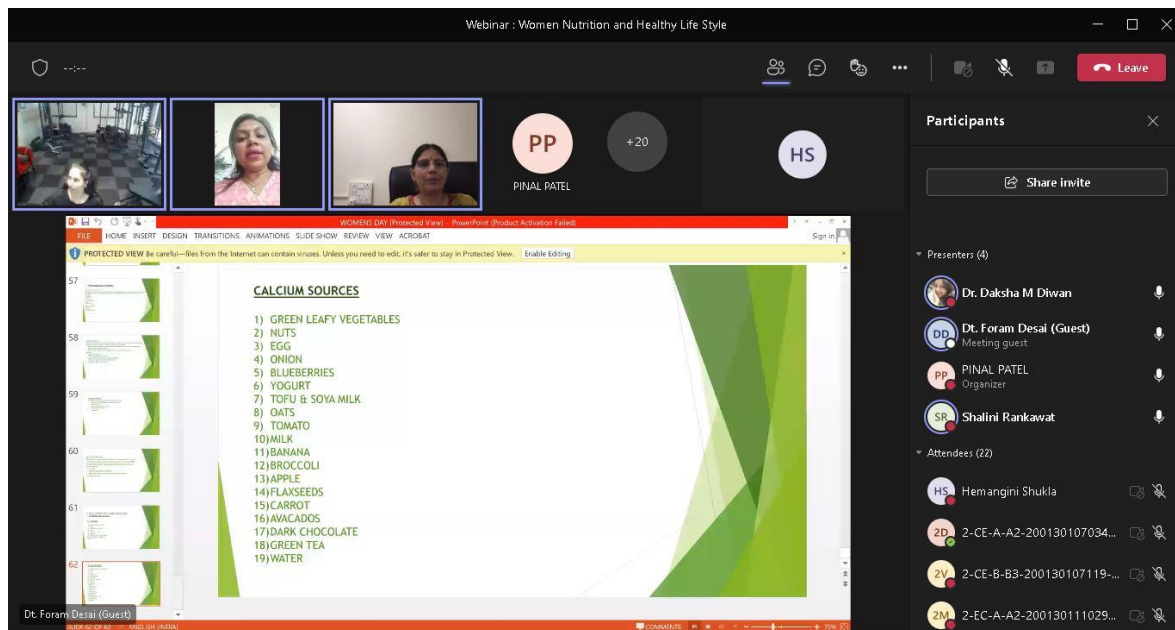 Webinar : Women Nutrition and Healthy Life Style
--:--
Leave
PP
PINAL PATEL
+20
HS
Participants
Share invite
Presenters (4)
Dr. Daksha M Diwan
DD
Dt. Foram Desai (Guest)
Meeting guest
PP
PINAL PATEL
Organizer
SR
Shalini Rankawat
Attendees (22)
HS
Hemangini Shukla
2D
2-CE-A-A2-200130107034...
2V
2-CE-B-B3-200130107119-...
2M
2-EC-A-A2-200130111029...
WOMENS DAY (Protected View) - PowerPoint (Product Activation Failed)
FILE HOME INSERT DESIGN TRANSITIONS ANIMATIONS SLIDE SHOW REVIEW VIEW ACROBAT
Sign in
PROTECTED VIEW Be careful—files from the Internet can contain viruses. Unless you need to edit, it's safer to stay in Protected View. Enable Editing
57
58
59
60
61
62
CALCIUM SOURCES
1) GREEN LEAFY VEGETABLES
2) NUTS
3) EGG
4) ONION
5) BLUEBERRIES
6) YOGURT
7) TOFU & SOYA MILK
8) OATS
9) TOMATO
10)MILK
11)BANANA
12)BROCCOLI
13)APPLE
14)FLAXSEEDS
15)CARROT
16)AVACADOS
17)DARK CHOCOLATE
18)GREEN TEA
19)WATER
Dt. Foram Desai (Guest)
SLIDE 62 OF 62 ENGLISH (INDIA)
COMMENTS
75%